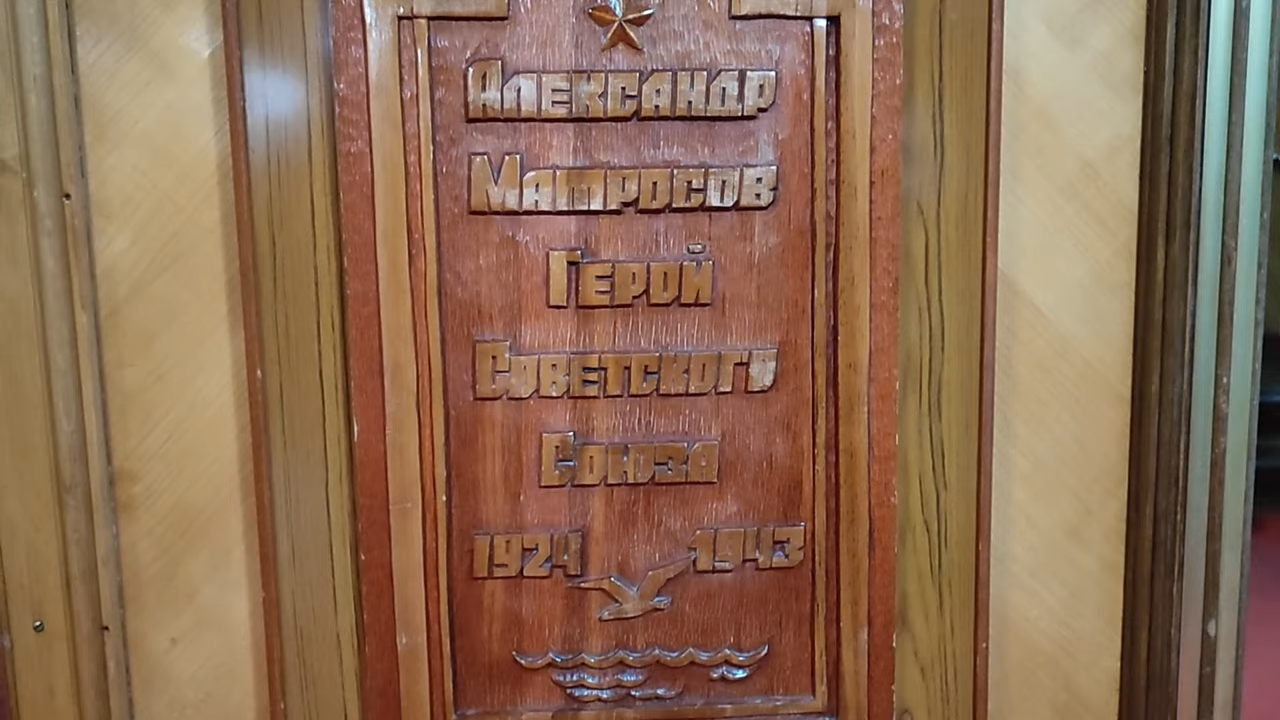 Александр
Матросов
Герой
Советского
Союза
1924 1943